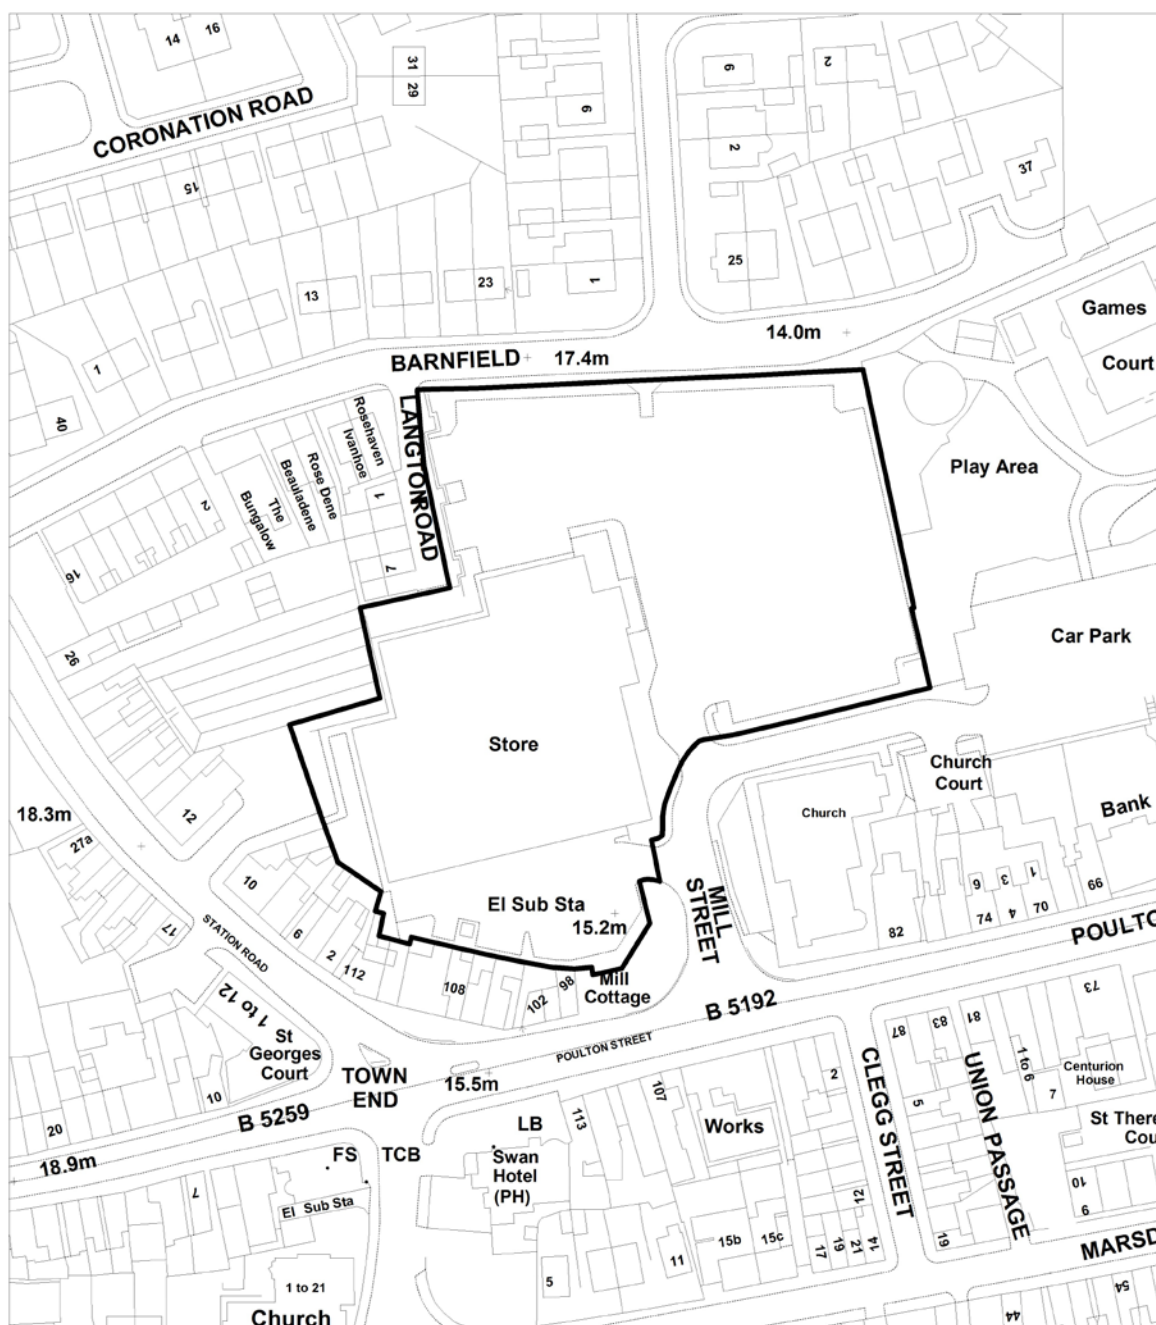 14
16
31
29
CORONATION ROAD
6
9
2
2
37
15
25
13
23
1
14.0m
Games
Court
BARNFIELD
17.4m
1
40
LANGTON ROAD
Rosehaven
Ivanhoe
Rose Dene
Beauladene
The
Bungalow
1
7
2
16
26
Play Area
Car Park
Store
12
18.3m
27a
Church
Court
Church
Bank
El Sub Sta
15.2m
MILL
STREET
10
6
2
112
108
102
98
Mill
Cottage
17
STATION ROAD
82
74
6
3
4
1
70
66
POULTO
B 5192
POULTON STREET
1 to 12
St
Georges
Court
10
TOWN
END
15.5m
B 5259
20
18.9m
FS
TCB
LB
Swan
Hotel
(PH)
113
107
Works
2
CLEGG STREET
87
83
81
5
UNION PASSAGE
1 to 6
73
Centurion
House
7
St There
Cou
10
9
7
El Sub Sta
1 to 21
Church
5
11
15b
15c
12
17
19
21
14
19
MARSD
54
44